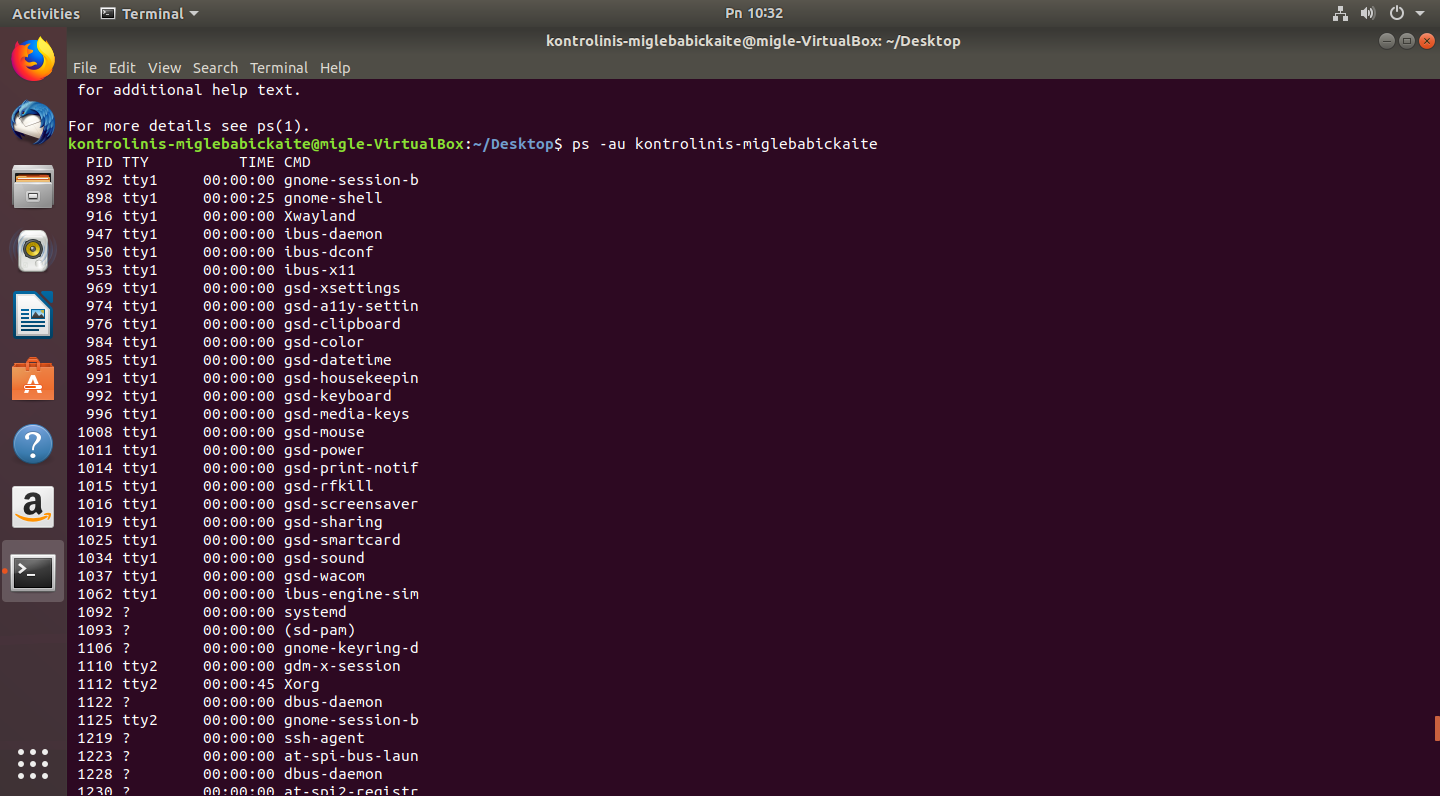 Activities Terminal Pn 10:32
kontrolinis-miglebabickaite@migle-VirtualBox: ~/Desktop
File Edit View Search Terminal Help
for additional help text.
For more details see ps(1).
kontrolinis-miglebabickaite@migle-VirtualBox:~/Desktop$ ps -au kontrolinis-miglebabickaite
PID TTY TIME CMD
892 tty1 00:00:00 gnome-session-b
898 tty1 00:00:25 gnome-shell
916 tty1 00:00:00 Xwayland
947 tty1 00:00:00 ibus-daemon
950 tty1 00:00:00 ibus-dconf
953 tty1 00:00:00 ibus-x11
969 tty1 00:00:00 gsd-xsettings
974 tty1 00:00:00 gsd-a11y-settin
976 tty1 00:00:00 gsd-clipboard
984 tty1 00:00:00 gsd-color
985 tty1 00:00:00 gsd-datetime
991 tty1 00:00:00 gsd-housekeepin
992 tty1 00:00:00 gsd-keyboard
996 tty1 00:00:00 gsd-media-keys
1008 tty1 00:00:00 gsd-mouse
1011 tty1 00:00:00 gsd-power
1014 tty1 00:00:00 gsd-print-notif
1015 tty1 00:00:00 gsd-rfkill
1016 tty1 00:00:00 gsd-screensaver
1019 tty1 00:00:00 gsd-sharing
1025 tty1 00:00:00 gsd-smartcard
1034 tty1 00:00:00 gsd-sound
1037 tty1 00:00:00 gsd-wacom
1062 tty1 00:00:00 ibus-engine-sim
1092 ? 00:00:00 systemd
1093 ? 00:00:00 (sd-pam)
1106 ? 00:00:00 gnome-keyring-d
1110 tty2 00:00:00 gdm-x-session
1112 tty2 00:00:45 Xorg
1122 ? 00:00:00 dbus-daemon
1125 tty2 00:00:00 gnome-session-b
1219 ? 00:00:00 ssh-agent
1223 ? 00:00:00 at-spi-bus-laun
1228 ? 00:00:00 dbus-daemon
1230 ? 00:00:00 at-spi2-registr